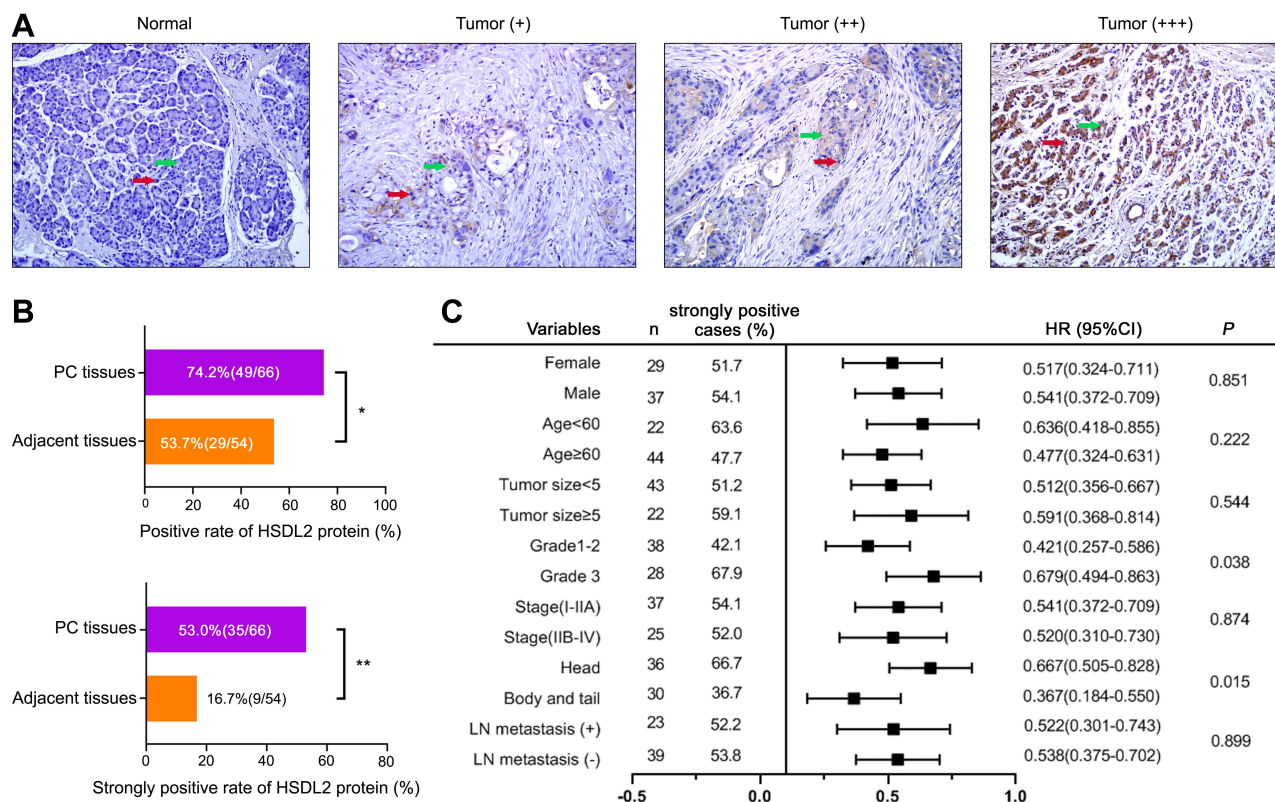 A
Normal
Tumor (+)
Tumor (++)
Tumor (+++)
B
PC tissues
74.2%(49/66)
Adjacent tissues
53.7%(29/54)
*
0 20 40 60 80 100
Positive rate of HSDL2 protein (%)
PC tissues
53.0%(35/66)
Adjacent tissues
16.7%(9/54)
**
0 20 40 60 80
Strongly positive rate of HSDL2 protein (%)
C
Variables n strongly positive cases (%) HR (95%CI) P
Female 29 51.7 0.517(0.324-0.711)
0.851
Male 37 54.1 0.541(0.372-0.709)
Age<60 22 63.6 0.636(0.418-0.855)
0.222
Age≥60 44 47.7 0.477(0.324-0.631)
Tumor size<5 43 51.2 0.512(0.356-0.667)
0.544
Tumor size≥5 22 59.1 0.591(0.368-0.814)
Grade1-2 38 42.1 0.421(0.257-0.586)
0.038
Grade 3 28 67.9 0.679(0.494-0.863)
Stage(I-IIA) 37 54.1 0.541(0.372-0.709)
0.874
Stage(IIB-IV) 25 52.0 0.520(0.310-0.730)
Head 36 66.7 0.667(0.505-0.828)
0.015
Body and tail 30 36.7 0.367(0.184-0.550)
LN metastasis (+) 23 52.2 0.522(0.301-0.743)
0.899
LN metastasis (-) 39 53.8 0.538(0.375-0.702)
-0.5 0.0 0.5 1.0